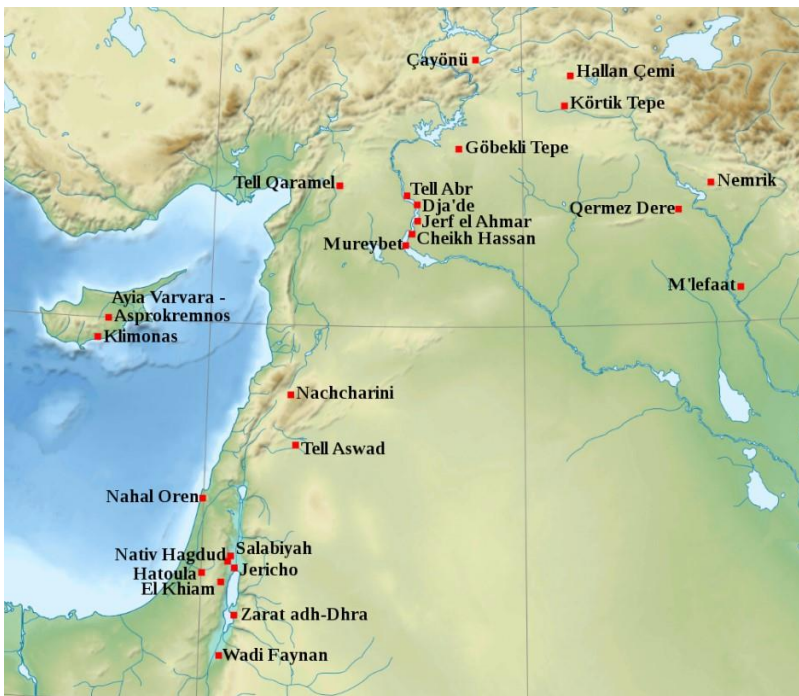 Çayönü
Hallan Çemi
Körtik Tepe
Göbekli Tepe
Tell Qaramel
Nemrik
Tell Abr
Dja'de
Qermez Dere
Jerf el Ahmar
Cheikh Hassan
Mureybet
M'lefaat
Ayia Varvara -
Asprokremnos
Klimonas
Nachcharini
Tell Aswad
Nahal Oren
Salabiyah
Nativ Hagdud
Jericho
Hatoula
El Khiam
Zarat adh-Dhra
Wadi Faynan